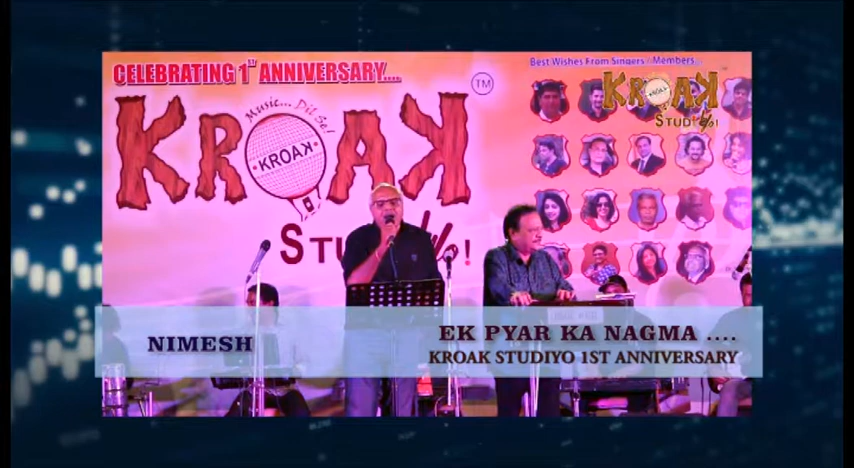 CELEBRATING 1ST ANNIVERSARY....
Best Wishes From Singers / Members...
KROAK
TM
Music... Dil Se!
KROAK
STUDIYO!
KROAK
KROAK
STUDIYO!
NIMESH
EK PYAR KA NAGMA ....
KROAK STUDIYO 1ST ANNIVERSARY